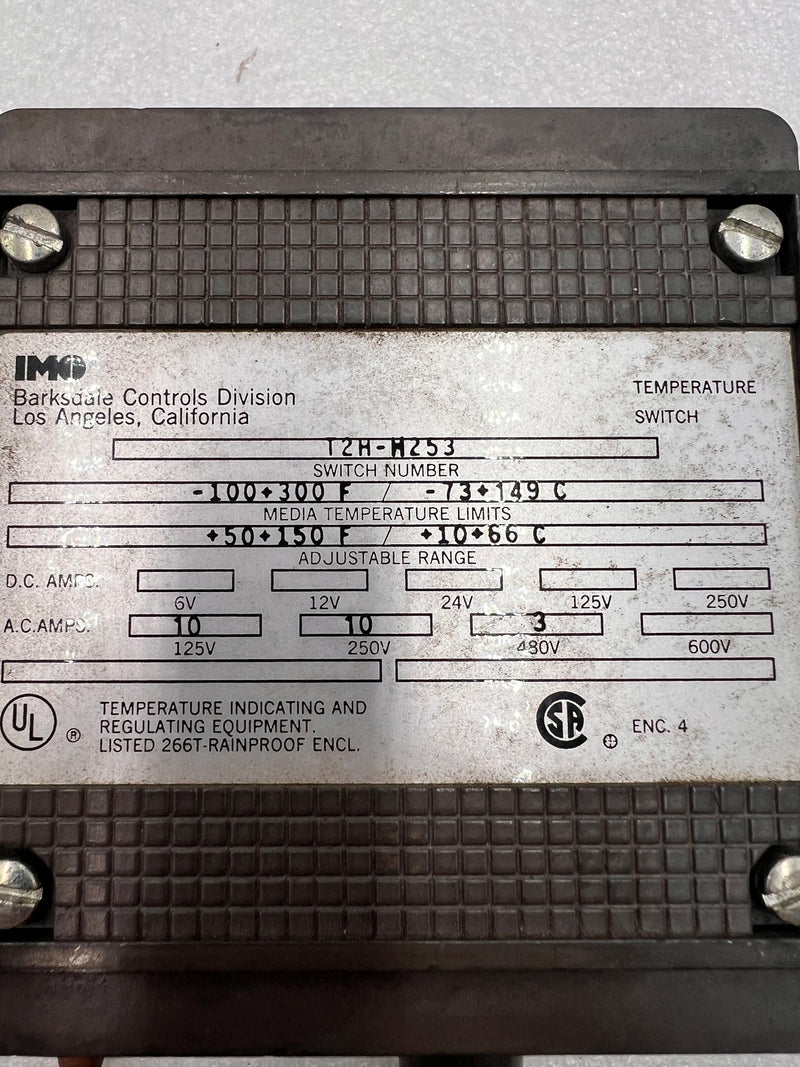 IMO
Barksdale Controls Division
Los Angeles, California
TEMPERATURE
SWITCH
T2H-H253
SWITCH NUMBER
-100+300 F / -73+149 C
MEDIA TEMPERATURE LIMITS
+50+150 F / +10+66 C
ADJUSTABLE RANGE
D.C. AMPS.
6V 12V 24V 125V 250V
A.C.AMPS. 10 10 3
125V 250V 480V 600V
UL ® TEMPERATURE INDICATING AND
REGULATING EQUIPMENT.
LISTED 266T-RAINPROOF ENCL.
CSA ENC. 4